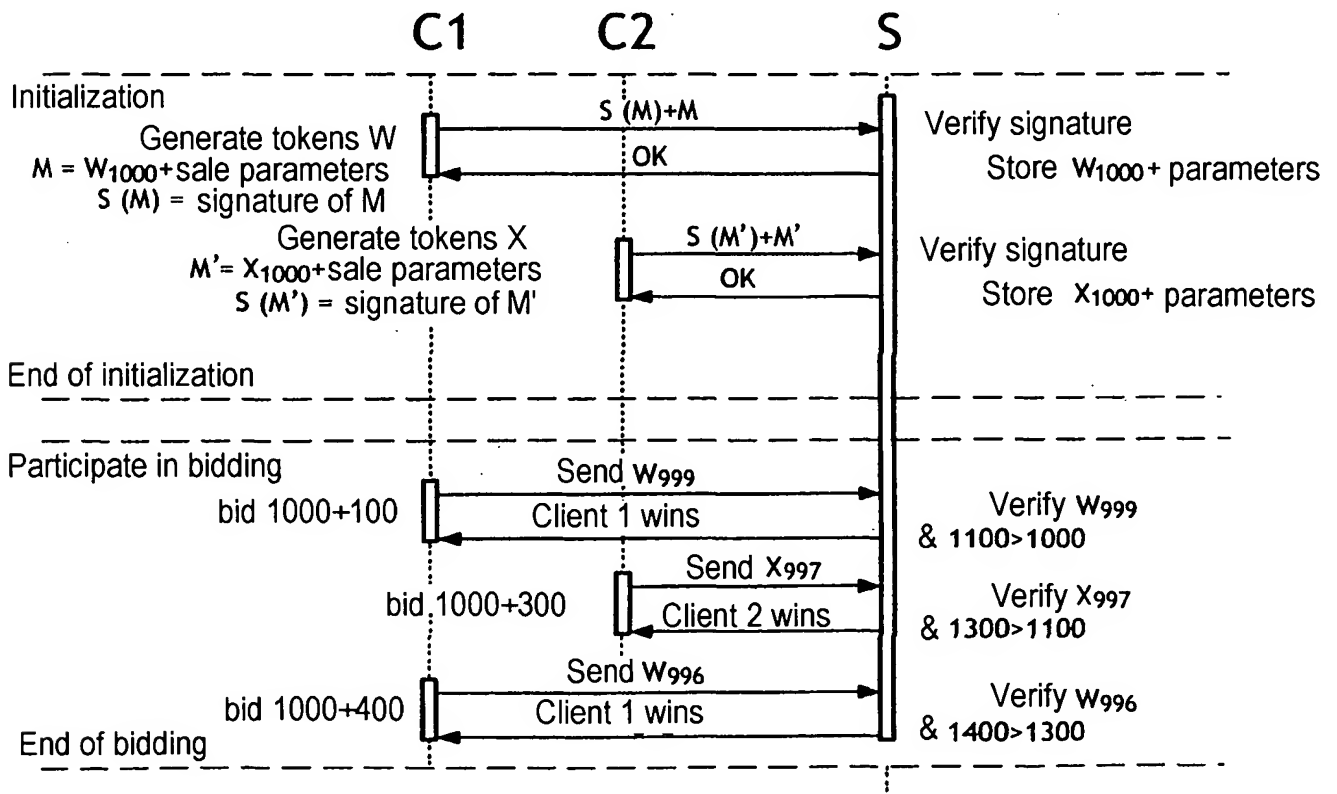 C1 C2 S
Initialization
S (M)+M
Generate tokens W
Verify signature
OK
M = W1000+sale parameters
Store W1000+ parameters
S (M) = signature of M
Generate tokens X
S (M')+M'
Verify signature
M'= X1000+sale parameters
OK
S (M') = signature of M'
Store X1000+ parameters
End of initialization
Participate in bidding
Send W999
bid 1000+100
Verify W999
Client 1 wins
& 1100>1000
Send X997
bid 1000+300
Verify X997
Client 2 wins
& 1300>1100
Send W996
bid 1000+400
Verify W996
Client 1 wins
& 1400>1300
End of bidding